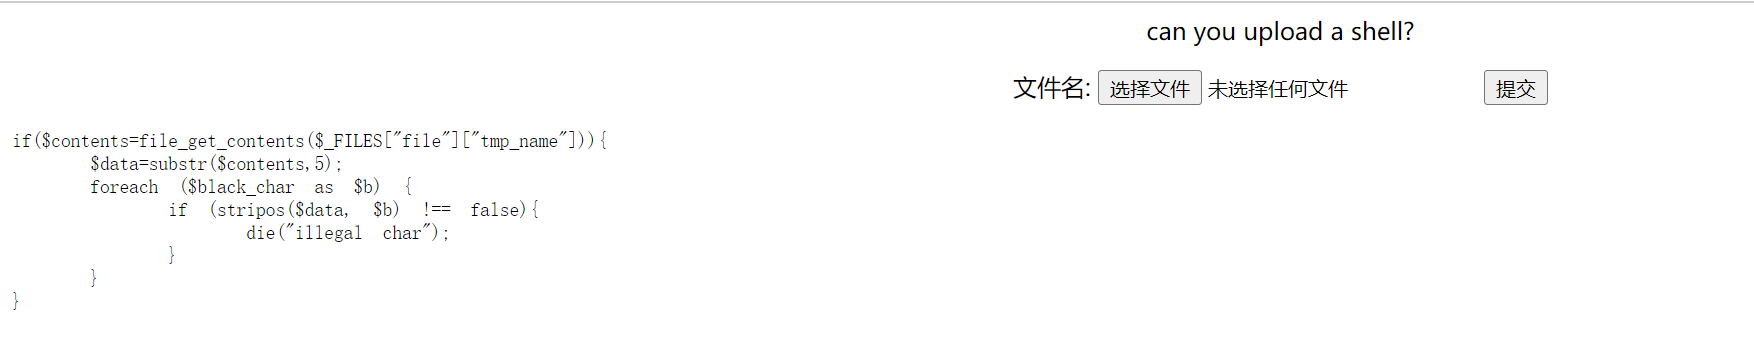 can you upload a shell?
文件名: 选择文件 未选择任何文件 提交
if($contents=file_get_contents($_FILES["file"]["tmp_name"])){
$data=substr($contents,5);
foreach ($black_char as $b) {
if (stripos($data, $b) !== false){
die("illegal char");
}
}
}